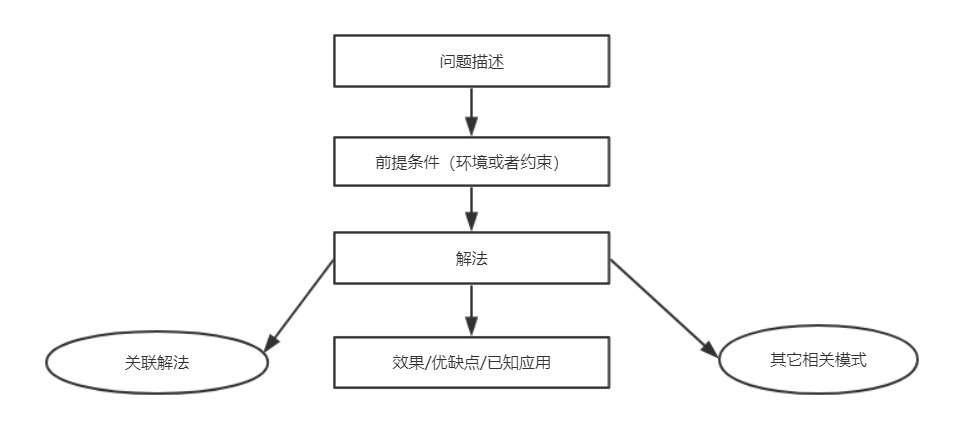 问题描述
前提条件（环境或者约束）
解法
关联解法
效果/优缺点/已知应用
其它相关模式